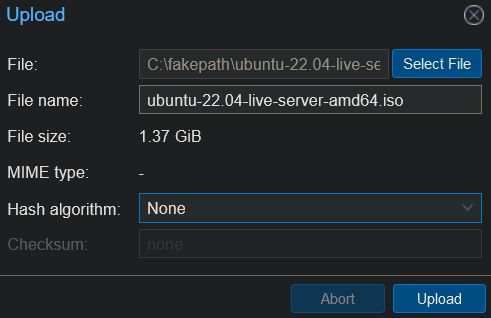 Upload
File: C:\fakepath\ubuntu-22.04-live-se Select File
File name: ubuntu-22.04-live-server-amd64.iso
File size: 1.37 GiB
MIME type: -
Hash algorithm: None
Checksum: none
Abort Upload